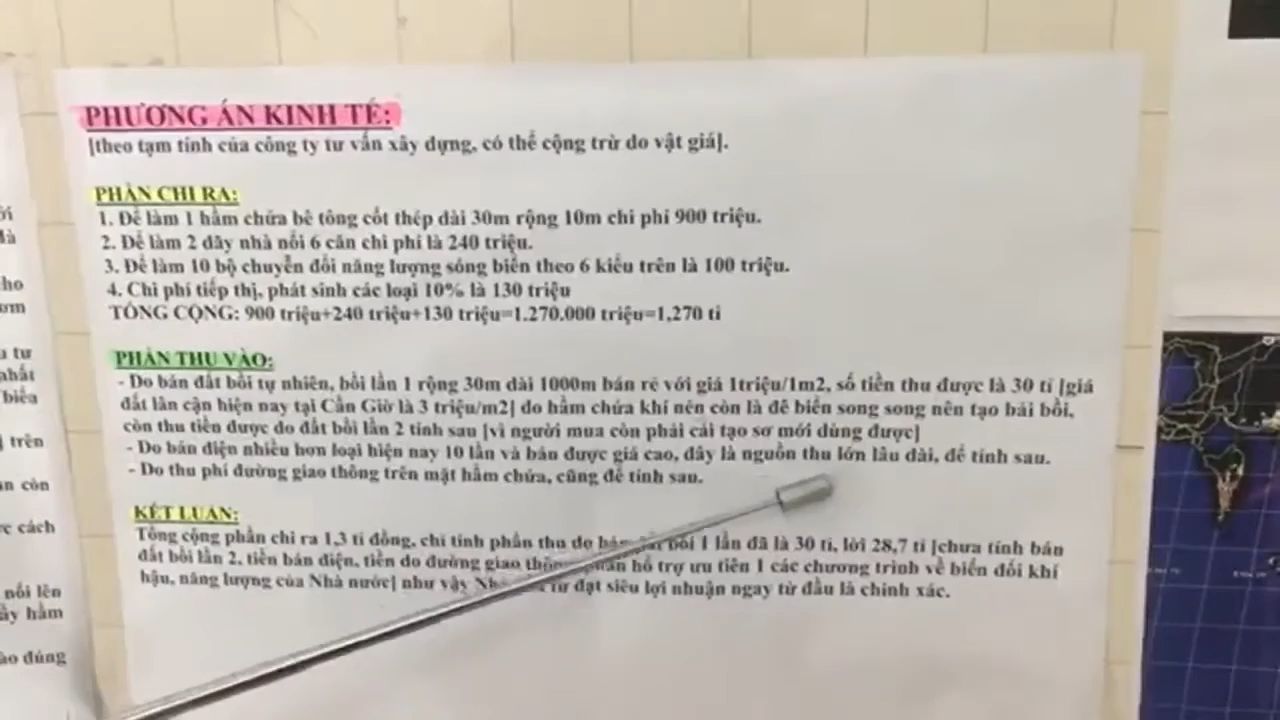 PHƯƠNG ÁN KINH TẾ:
[theo tạm tính của công ty tư vấn xây dựng, có thể cộng trừ do vật giá].
PHẦN CHI RA:
1. Để làm 1 hầm chứa bê tông cốt thép dài 30m rộng 10m chi phí 900 triệu.
2. Để làm 2 dãy nhà nổi 6 căn chi phí là 240 triệu.
3. Để làm 10 bộ chuyển đổi năng lượng sóng biển theo 6 kiểu trên là 100 triệu.
4. Chi phí tiếp thị, phát sinh các loại 10% là 130 triệu
TỔNG CỘNG: 900 triệu+240 triệu+130 triệu=1.270.000 triệu=1,270 tỉ
PHẦN THU VÀO:
- Do bán đất bồi tự nhiên, bồi lần 1 rộng 30m dài 1000m bán rẻ với giá 1triệu/1m2, số tiền thu được là 30 tỉ [giá
đất lân cận hiện nay tại Cần Giờ là 3 triệu/m2] do hầm chứa khí nén còn là đê biển song song nên tạo bãi bồi,
còn thu tiền được do đất bồi lần 2 tính sau [vì người mua còn phải cải tạo sơ mới dùng được]
- Do bán điện nhiều hơn loại hiện nay 10 lần và bán được giá cao, đây là nguồn thu lớn lâu dài, để tính sau.
- Do thu phí đường giao thông trên mặt hầm chứa, cũng để tính sau.
KẾT LUẬN:
Tổng cộng phần chi ra 1,3 tỉ đồng, chỉ tính phần thu do bán bồi 1 lần đã là 30 tỉ, lời 28,7 tỉ [chưa tính bán
đất bồi lần 2, tiền bán điện, tiền do đường giao hỗ trợ ưu tiên 1 các chương trình về biến đổi khí
hậu, năng lượng của Nhà nước] như vậy đạt siêu lợi nhuận ngay từ đầu là chính xác.
cho
trên
cách
nổi lên
hầm
đúng